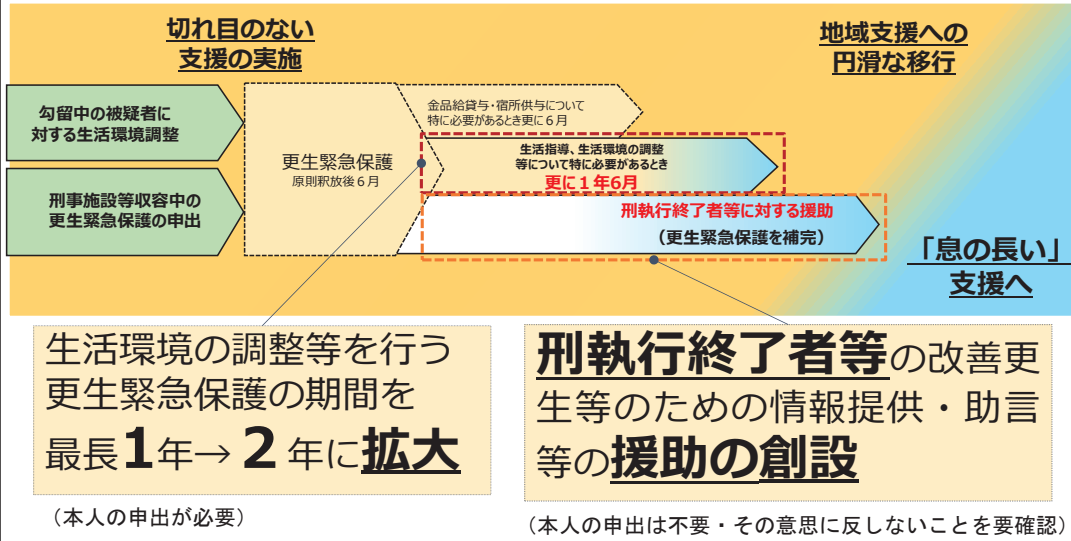 切れ目のない
支援の実施
地域支援への
円滑な移行
勾留中の被疑者に
対する生活環境調整
刑事施設等収容中の
更生緊急保護の申出
更生緊急保護
原則釈放後６月
金品給貸与・宿所供与について
特に必要があるとき更に６月
生活指導、生活環境の調整
等について特に必要があるとき
更に１年6月
刑執行終了者等に対する援助
（更生緊急保護を補完）
「息の長い」
支援へ
生活環境の調整等を行う
更生緊急保護の期間を
最長1年→２年に拡大
（本人の申出が必要）
刑執行終了者等の改善更
生等のための情報提供・助言
等の援助の創設
（本人の申出は不要・その意思に反しないことを要確認）